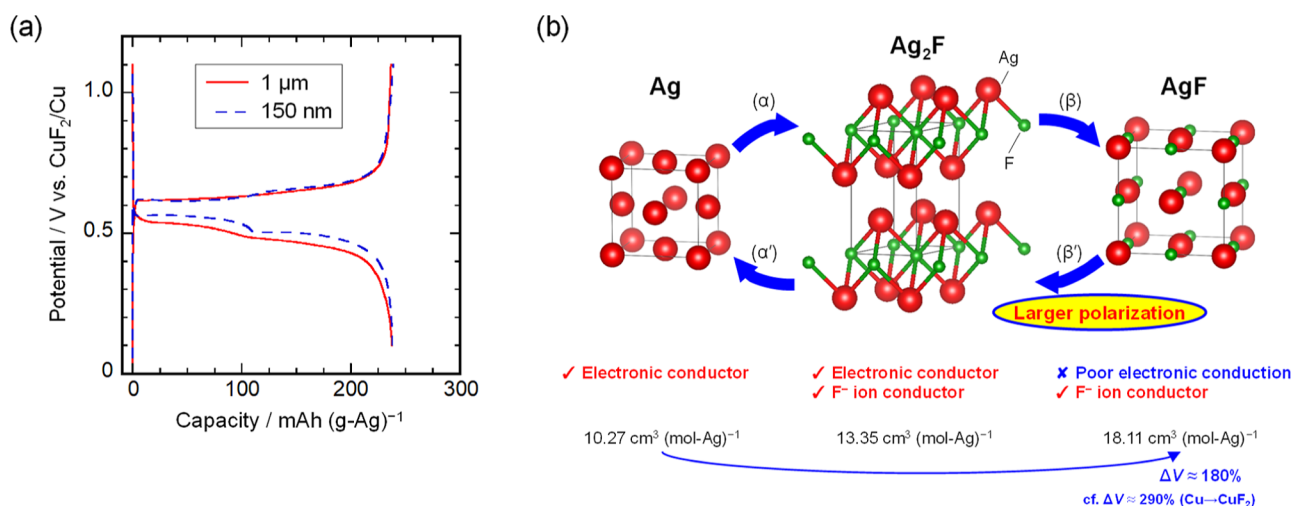 (a)
Potential / V vs. CuF₂/Cu
1.0
0.5
0
1 μm
150 nm
0 100 200 300
Capacity / mAh (g-Ag)⁻¹
(b)
Ag
Ag₂F
AgF
Ag
F
(α)
(β)
(α′)
(β′)
Larger polarization
✓ Electronic conductor
✓ Electronic conductor
✓ F⁻ ion conductor
✘ Poor electronic conduction
✓ F⁻ ion conductor
10.27 cm³ (mol-Ag)⁻¹
13.35 cm³ (mol-Ag)⁻¹
18.11 cm³ (mol-Ag)⁻¹
ΔV ≈ 180%
cf. ΔV ≈ 290% (Cu→CuF₂)